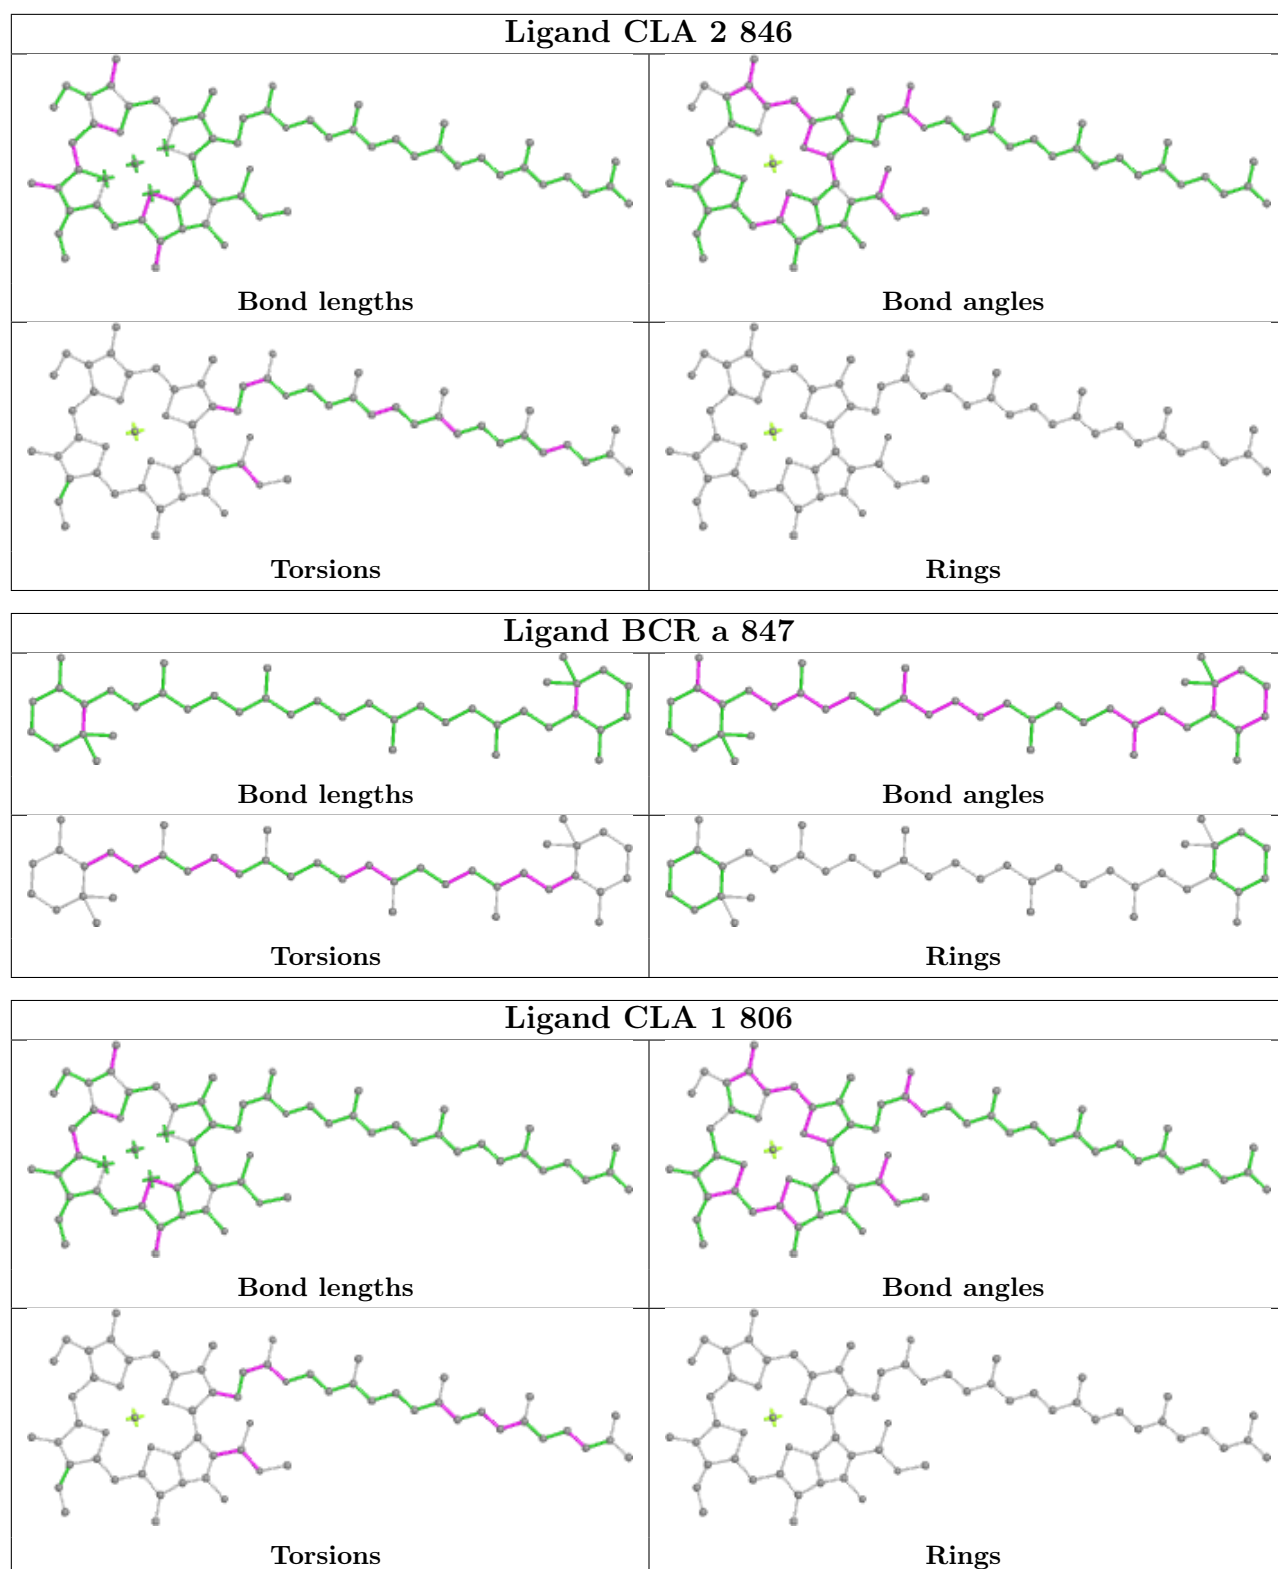 Ligand CLA 2 846
Bond lengths
Bond angles
Torsions
Rings
Ligand BCR a 847
Bond lengths
Bond angles
Torsions
Rings
Ligand CLA 1 806
Bond lengths
Bond angles
Torsions
Rings